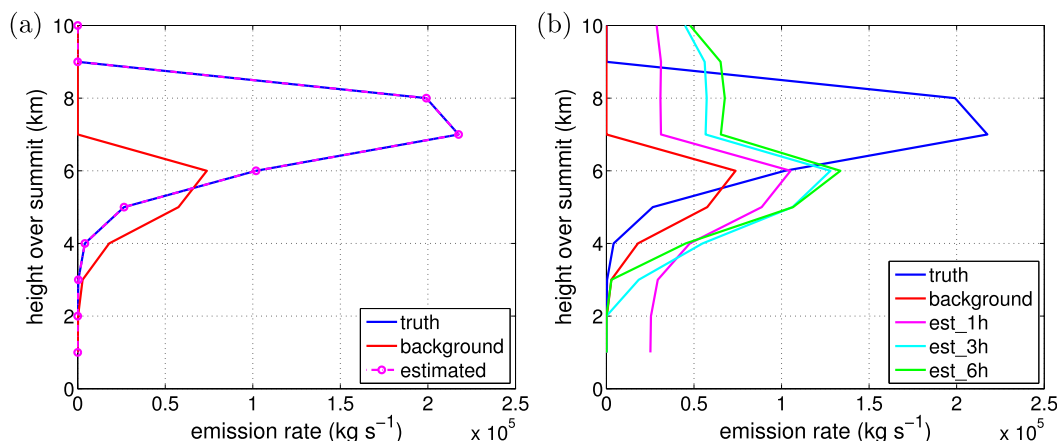 (a)
10
8
6
4
2
0
height over summit (km)
0 0.5 1 1.5 2 2.5
emission rate (kg s⁻¹)
x 10⁵
truth
background
estimated
(b)
10
8
6
4
2
0
height over summit (km)
0 0.5 1 1.5 2 2.5
emission rate (kg s⁻¹)
x 10⁵
truth
background
est_1h
est_3h
est_6h